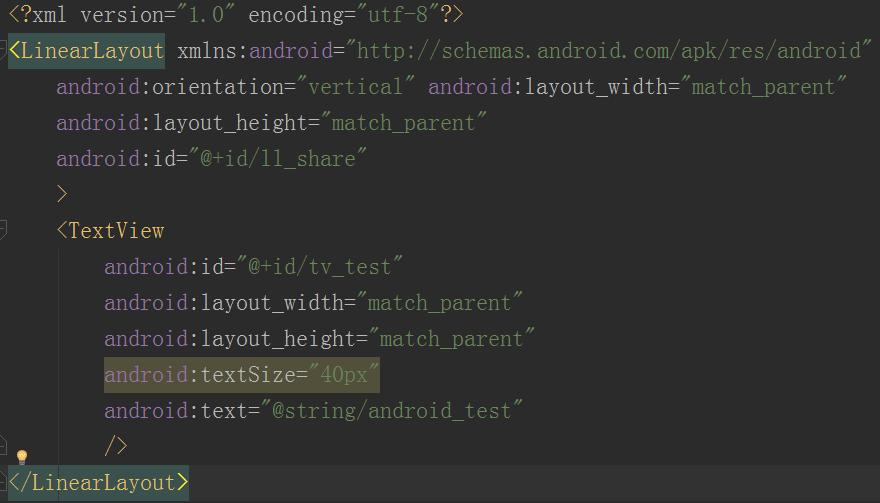 <?xml version="1.0" encoding="utf-8"?>
<LinearLayout xmlns:android="http://schemas.android.com/apk/res/android"
android:orientation="vertical" android:layout_width="match_parent"
android:layout_height="match_parent"
android:id="@+id/ll_share"
>
<TextView
android:id="@+id/tv_test"
android:layout_width="match_parent"
android:layout_height="match_parent"
android:textSize="40px"
android:text="@string/android_test"
/>
</LinearLayout>